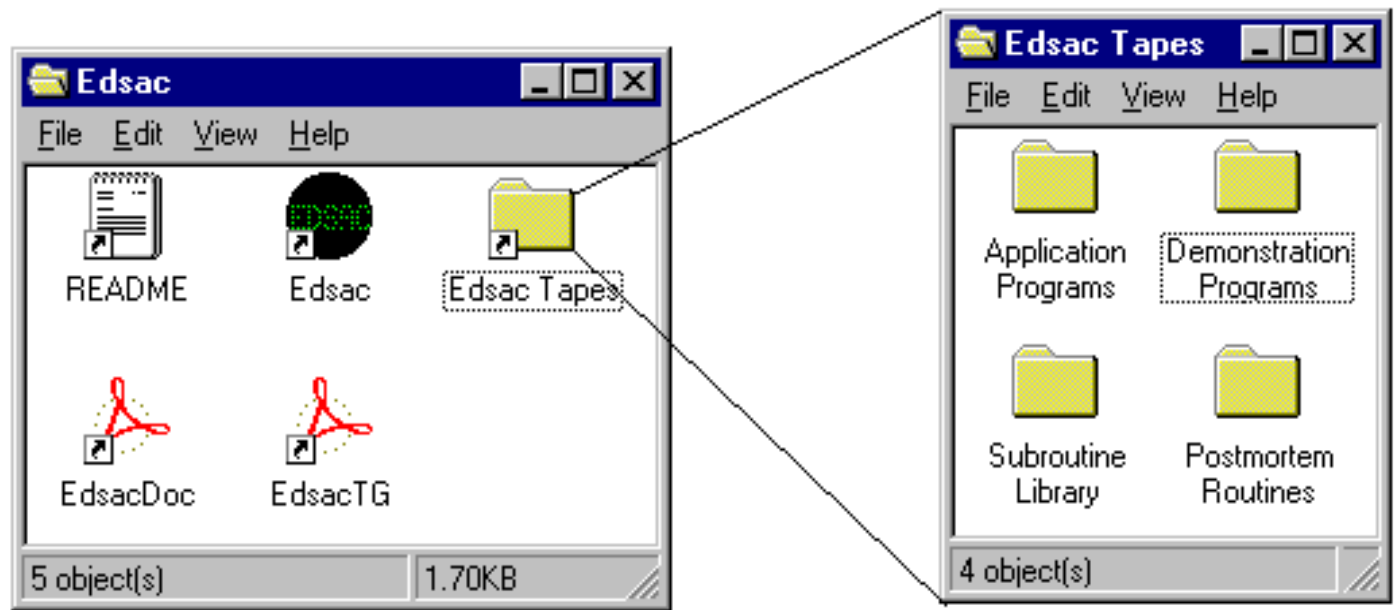 Edsac
File Edit View Help
EDSAC
README Edsac Edsac Tapes
EdsacDoc EdsacTG
5 object(s) 1.70KB
Edsac Tapes
File Edit View Help
Application Demonstration
Programs Programs
Subroutine Postmortem
Library Routines
4 object(s)